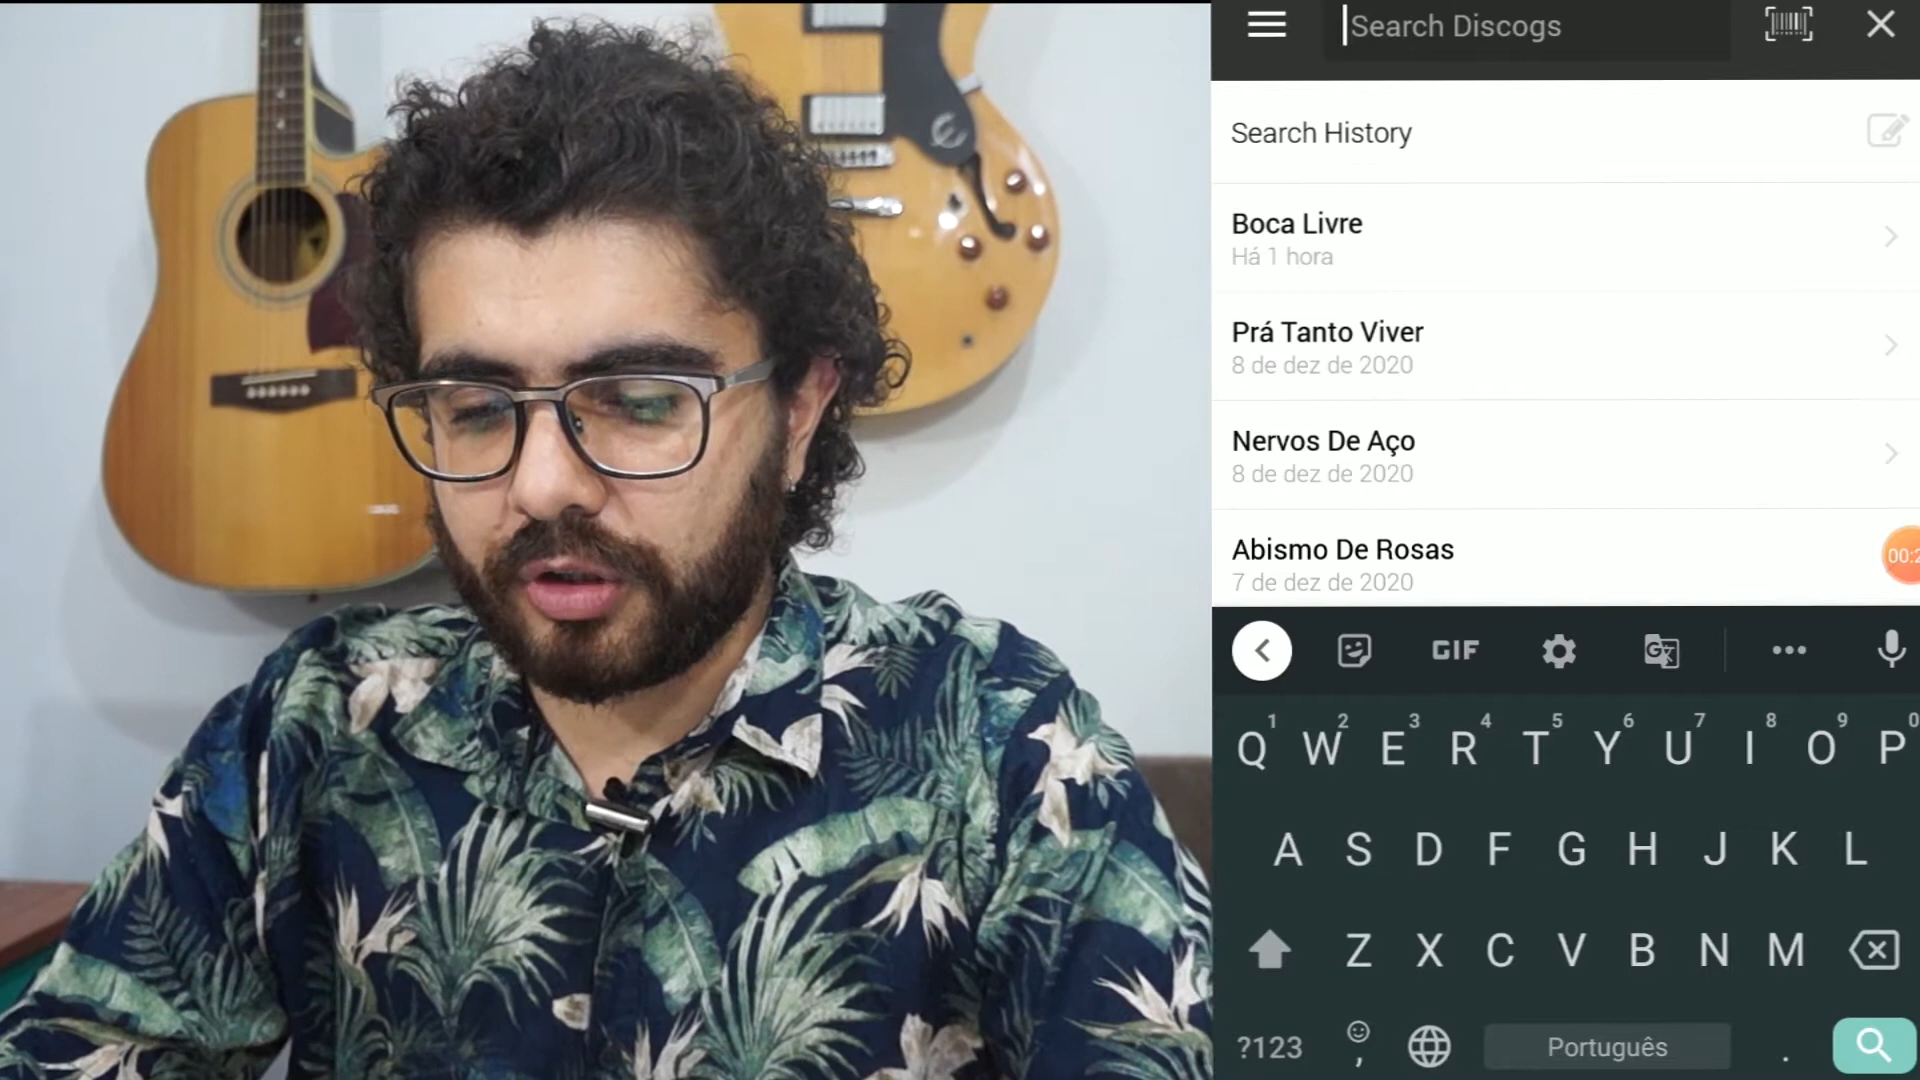 Search Discogs
Search History
Boca Livre
Há 1 hora
Prá Tanto Viver
8 de dez de 2020
Nervos De Aço
8 de dez de 2020
Abismo De Rosas
7 de dez de 2020
00:2
GIF
1 2 3 4 5 6 7 8 9 0
Q W E R T Y U I O P
A S D F G H J K L
Z X C V B N M
?123 , Português .